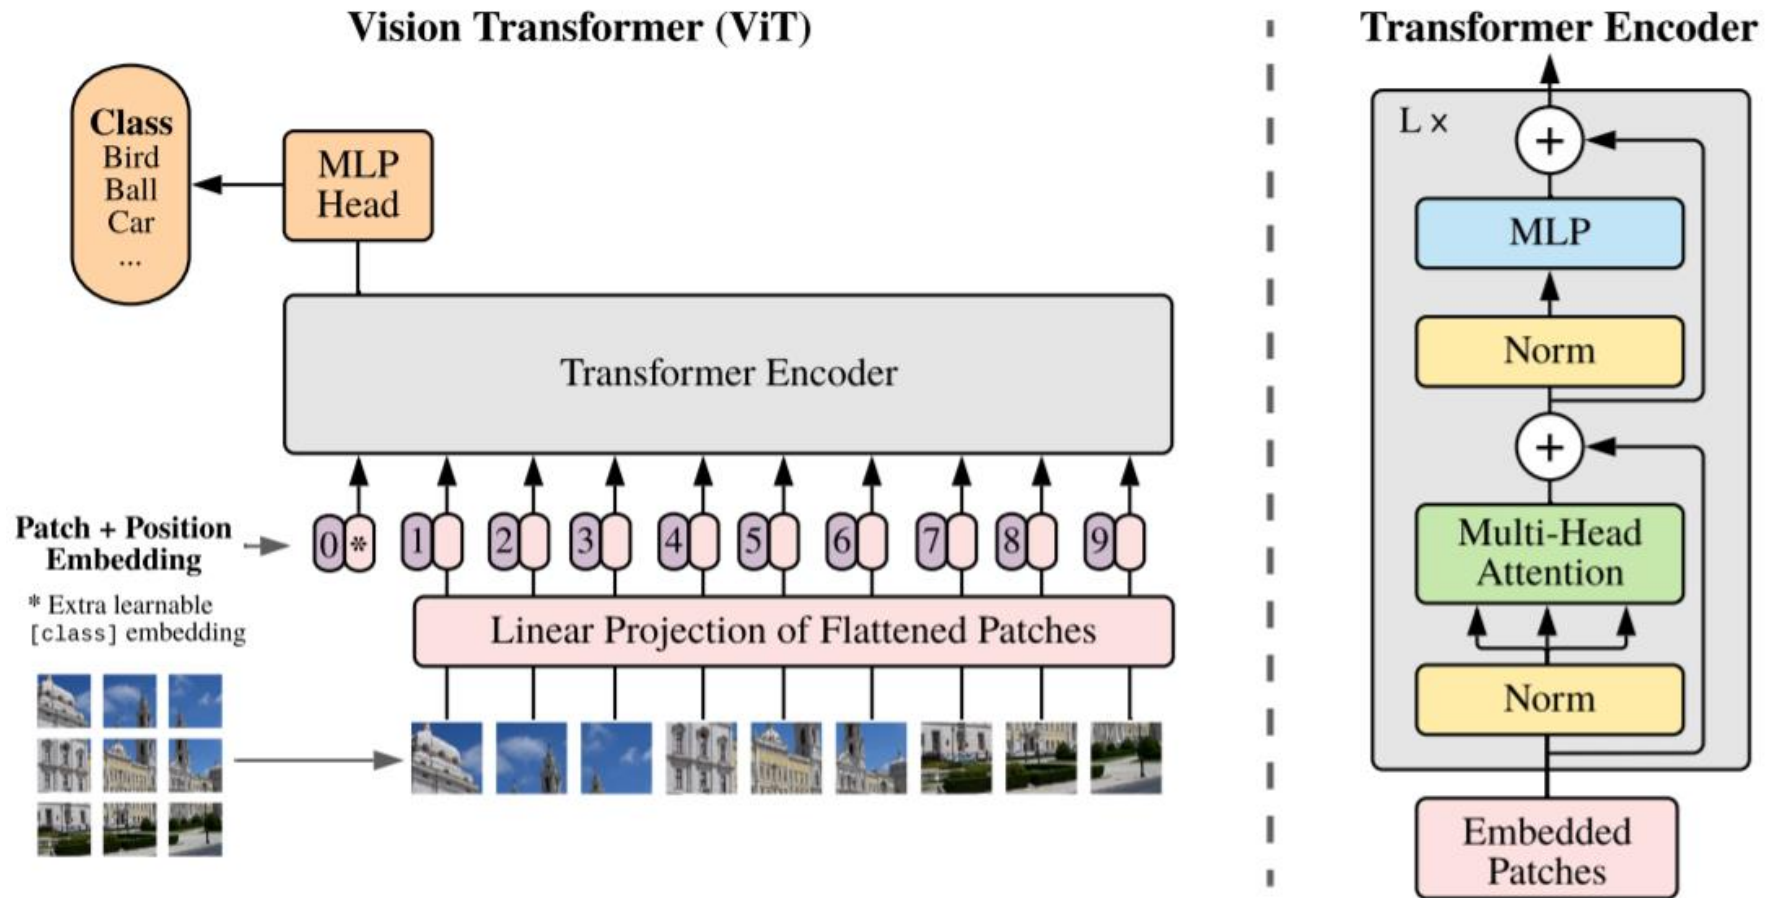 Vision Transformer (ViT)
Class
Bird
Ball
Car
...
MLP
Head
Transformer Encoder
Patch + Position
Embedding
0 * 1 2 3 4 5 6 7 8 9
* Extra learnable
[class] embedding
Linear Projection of Flattened Patches
Transformer Encoder
L ×
+
MLP
Norm
+
Multi-Head
Attention
Norm
Embedded
Patches